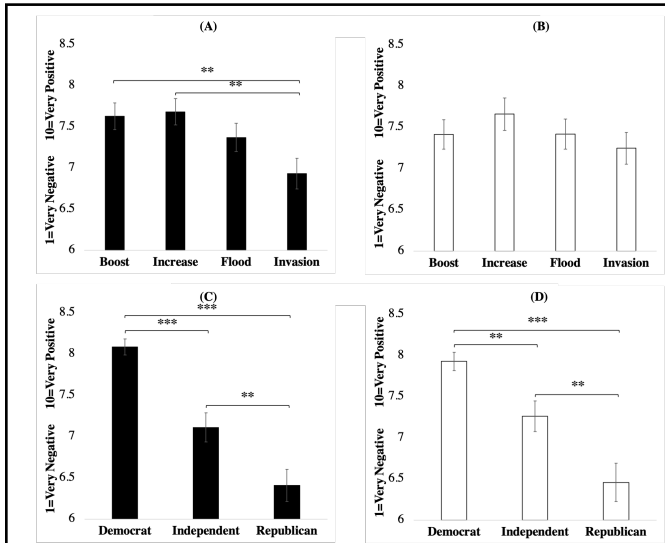 (A)
1=Very Negative 10=Very Positive
8.5
8
7.5
7
6.5
6
**
**
Boost Increase Flood Invasion
(B)
1=Very Negative 10=Very Positive
8.5
8
7.5
7
6.5
6
Boost Increase Flood Invasion
(C)
1=Very Negative 10=Very Positive
8.5
8
7.5
7
6.5
6
***
***
**
Democrat Independent Republican
(D)
1=Very Negative 10=Very Positive
8.5
8
7.5
7
6.5
6
***
**
**
Democrat Independent Republican